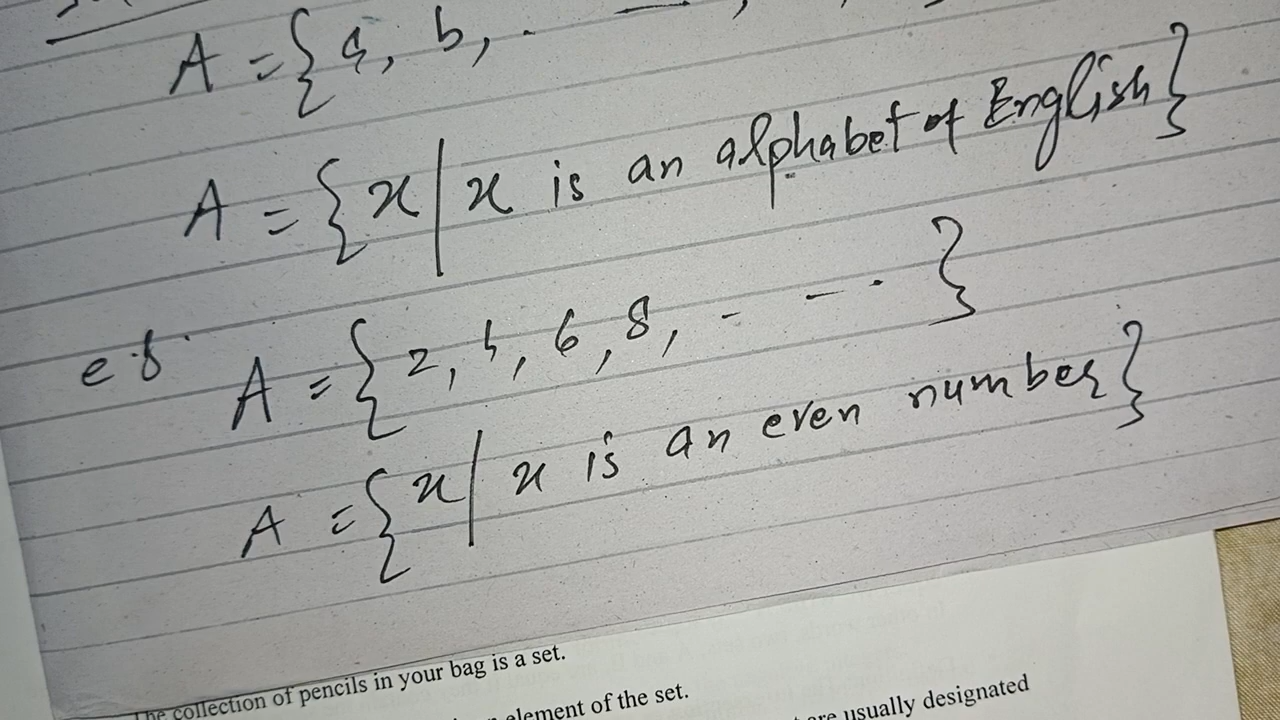 A = {a, b, .
A = {x | x is an alphabet of English}
eg. A = {2, 4, 6, 8, - - - · }
A = {x | x is an even number}
The collection of pencils in your bag is a set.
element of the set.
are usually designated